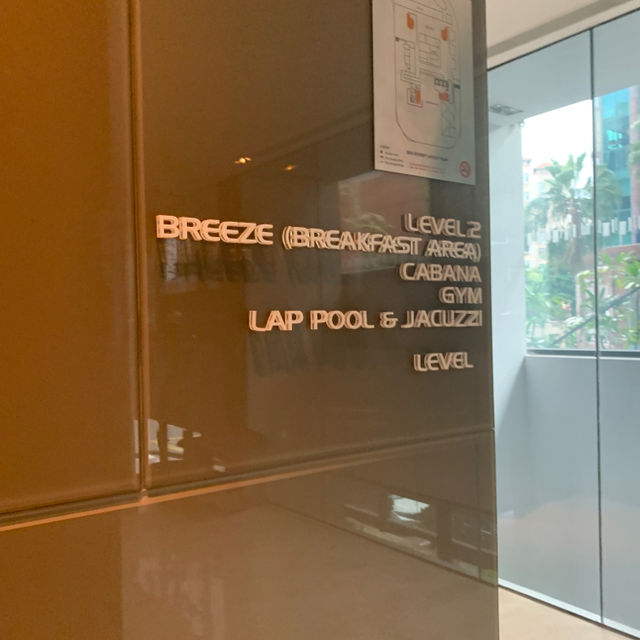 LEVEL 2
BREEZE (BREAKFAST AREA)
CABANA
GYM
LAP POOL & JACUZZI
LEVEL